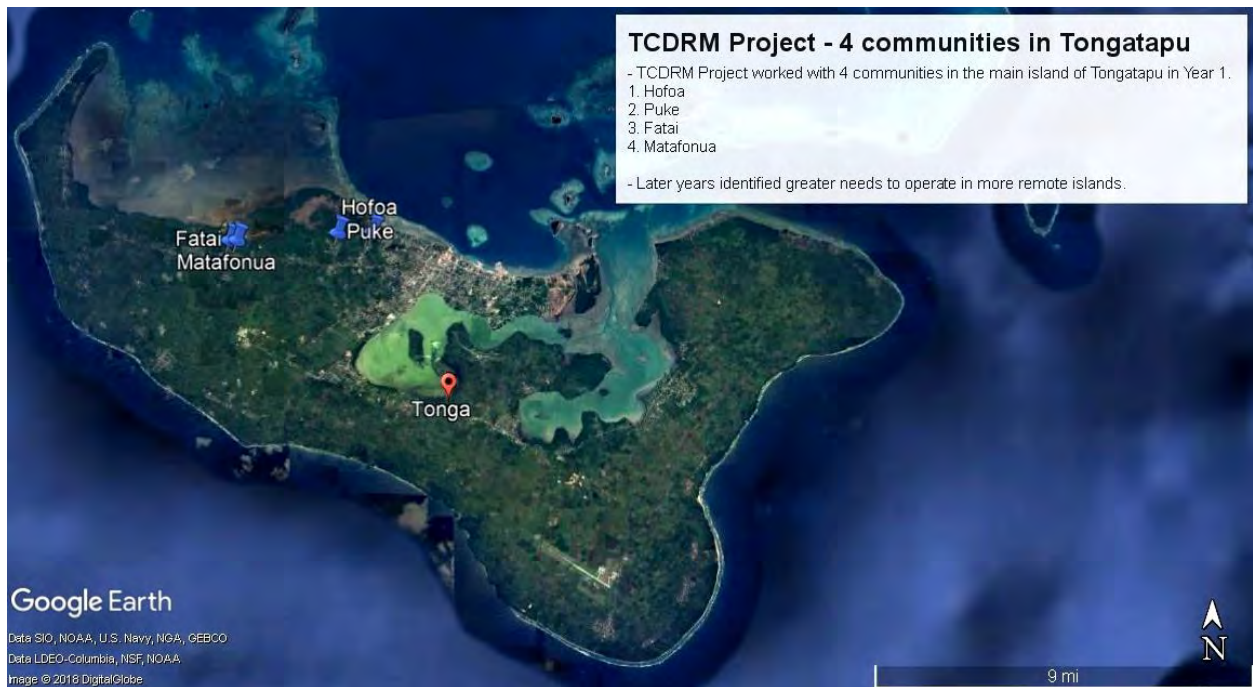 TCDRM Project - 4 communities in Tongatapu
- TCDRM Project worked with 4 communities in the main island of Tongatapu in Year 1.
1. Hofoa
2. Puke
3. Fatai
4. Matafonua
- Later years identified greater needs to operate in more remote islands.
Hofoa
Puke
Fatai
Matafonua
Tonga
Google Earth
Data SIO, NOAA, U.S. Navy, NGA, GEBCO
Data LDEO-Columbia, NSF, NOAA
Image © 2018 DigitalGlobe
N
9 mi